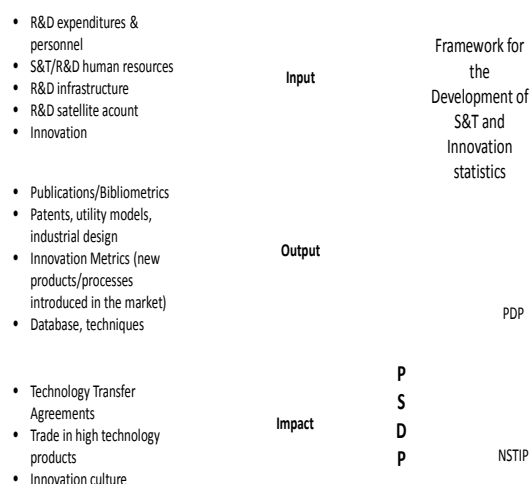 • R&D expenditures &
personnel
• S&T/R&D human resources
• R&D infrastructure
• R&D satellite acount
• Innovation
Input
Framework for
the
Development of
S&T and
Innovation
statistics
• Publications/Bibliometrics
• Patents, utility models,
industrial design
• Innovation Metrics (new
products/processes
introduced in the market)
• Database, techniques
Output
PDP
• Technology Transfer
Agreements
• Trade in high technology
products
• Innovation culture
Impact
P
S
D
P
NSTIP